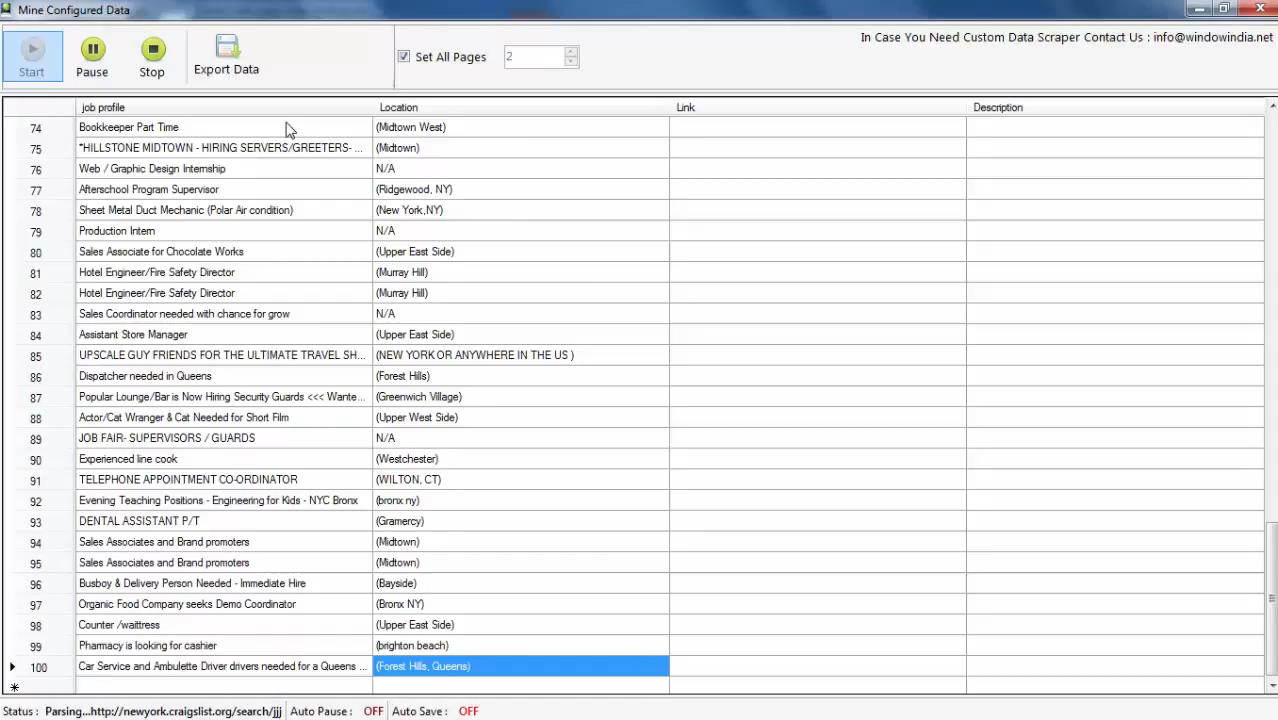 Mine Configured Data
In Case You Need Custom Data Scraper Contact Us : info@windowindia.net
Start Pause Stop Export Data Set All Pages 2
job profile Location Link Description
74 Bookkeeper Part Time (Midtown West)
75 *HILLSTONE MIDTOWN - HIRING SERVERS/GREETERS- ... (Midtown)
76 Web / Graphic Design Internship N/A
77 Afterschool Program Supervisor (Ridgewood, NY)
78 Sheet Metal Duct Mechanic (Polar Air condition) (New York,NY)
79 Production Intern N/A
80 Sales Associate for Chocolate Works (Upper East Side)
81 Hotel Engineer/Fire Safety Director (Murray Hill)
82 Hotel Engineer/Fire Safety Director (Murray Hill)
83 Sales Coordinator needed with chance for grow N/A
84 Assistant Store Manager (Upper East Side)
85 UPSCALE GUY FRIENDS FOR THE ULTIMATE TRAVEL SH... (NEW YORK OR ANYWHERE IN THE US )
86 Dispatcher needed in Queens (Forest Hills)
87 Popular Lounge/Bar is Now Hiring Security Guards <<< Wante... (Greenwich Village)
88 Actor/Cat Wranger & Cat Needed for Short Film (Upper West Side)
89 JOB FAIR- SUPERVISORS / GUARDS N/A
90 Experienced line cook (Westchester)
91 TELEPHONE APPOINTMENT CO-ORDINATOR (WILTON, CT)
92 Evening Teaching Positions - Engineering for Kids - NYC Bronx (bronx ny)
93 DENTAL ASSISTANT P/T (Gramercy)
94 Sales Associates and Brand promoters (Midtown)
95 Sales Associates and Brand promoters (Midtown)
96 Busboy & Delivery Person Needed - Immediate Hire (Bayside)
97 Organic Food Company seeks Demo Coordinator (Bronx NY)
98 Counter /waittress (Upper East Side)
99 Pharmacy is looking for cashier (brighton beach)
100 Car Service and Ambulette Driver drivers needed for a Queens ... (Forest Hills, Queens)
Status : Parsing...http://newyork.craigslist.org/search/jjj Auto Pause : OFF Auto Save : OFF